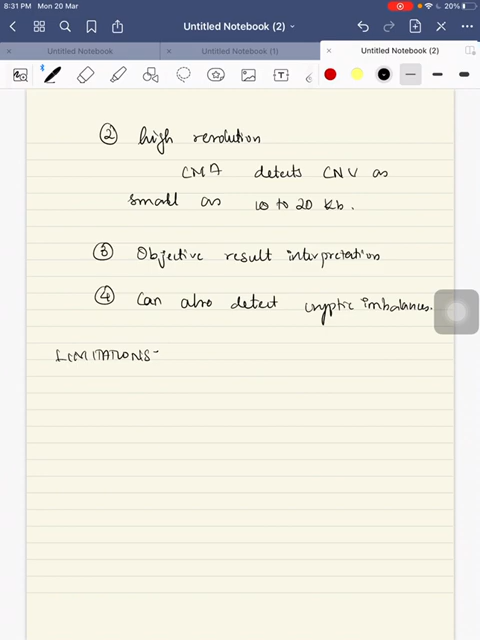 8:31 PM Mon 20 Mar
20%
Untitled Notebook (2)
Untitled Notebook
Untitled Notebook (1)
Untitled Notebook (2)
② high resolution
CMA detects CNV as
small as 10 to 20 Kb.
③ Objective result interpretation
④ Can also detect cryptic imbalances.
LIMITATIONS-